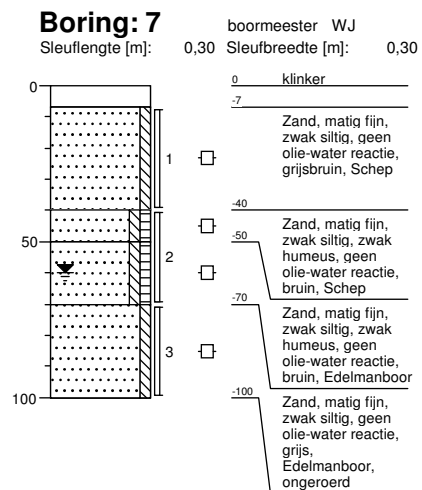 Boring: 7
boormeester WJ
Sleuflengte [m]: 0,30 Sleufbreedte [m]: 0,30
0
50
100
1
2
3
0 klinker
-7
Zand, matig fijn,
zwak siltig, geen
olie-water reactie,
grijsbruin, Schep
-40
Zand, matig fijn,
zwak siltig, zwak
humeus, geen
olie-water reactie,
bruin, Schep
-50
Zand, matig fijn,
zwak siltig, zwak
humeus, geen
olie-water reactie,
bruin, Edelmanboor
-70
Zand, matig fijn,
zwak siltig, geen
olie-water reactie,
grijs,
Edelmanboor,
ongeroerd
-100